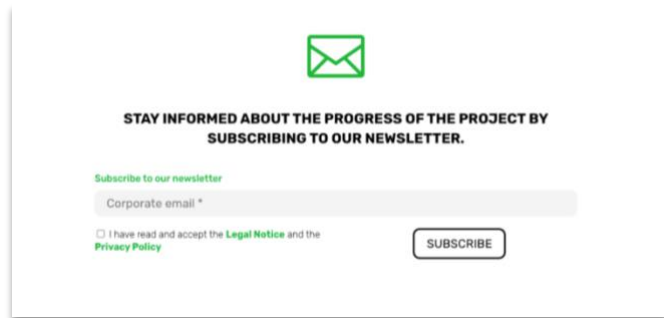 STAY INFORMED ABOUT THE PROGRESS OF THE PROJECT BY
SUBSCRIBING TO OUR NEWSLETTER.
Subscribe to our newsletter
Corporate email *
I have read and accept the Legal Notice and the
Privacy Policy
SUBSCRIBE